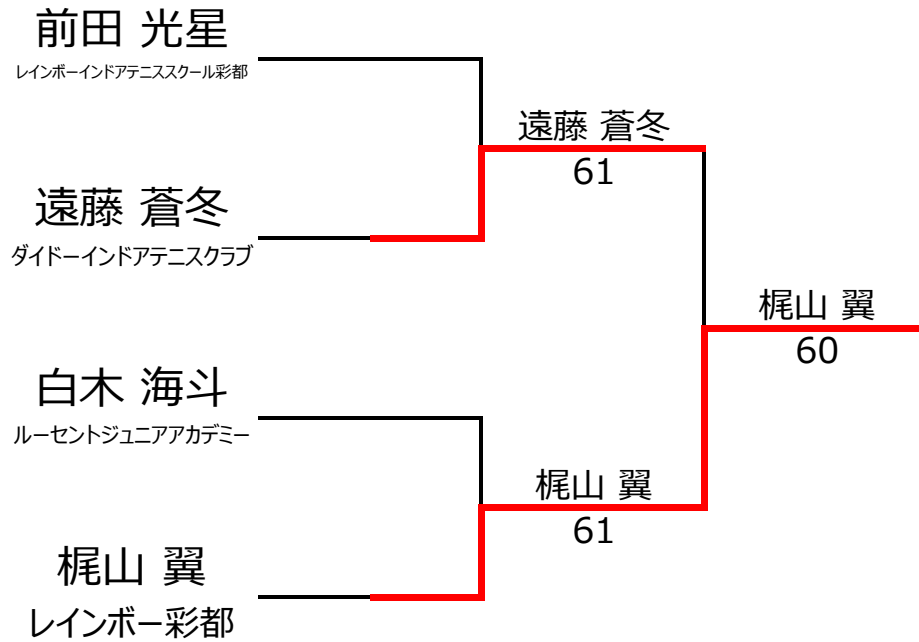 前田 光星
レインボーインドアテニススクール彩都
遠藤 蒼冬
61
遠藤 蒼冬
ダイドーインドアテニスクラブ
梶山 翼
60
白木 海斗
ルーセントジュニアアカデミー
梶山 翼
61
梶山 翼
レインボー彩都